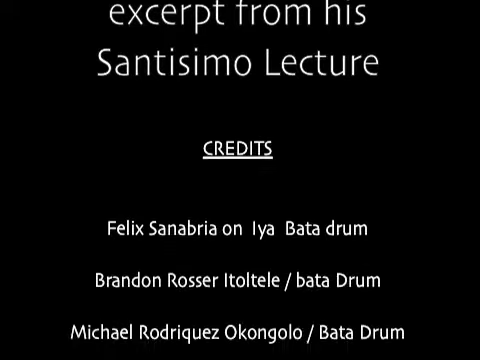 excerpt from his
Santisimo Lecture
CREDITS
Felix Sanabria on Iya Bata drum
Brandon Rosser Itoltele / bata Drum
Michael Rodriquez Okongolo / Bata Drum